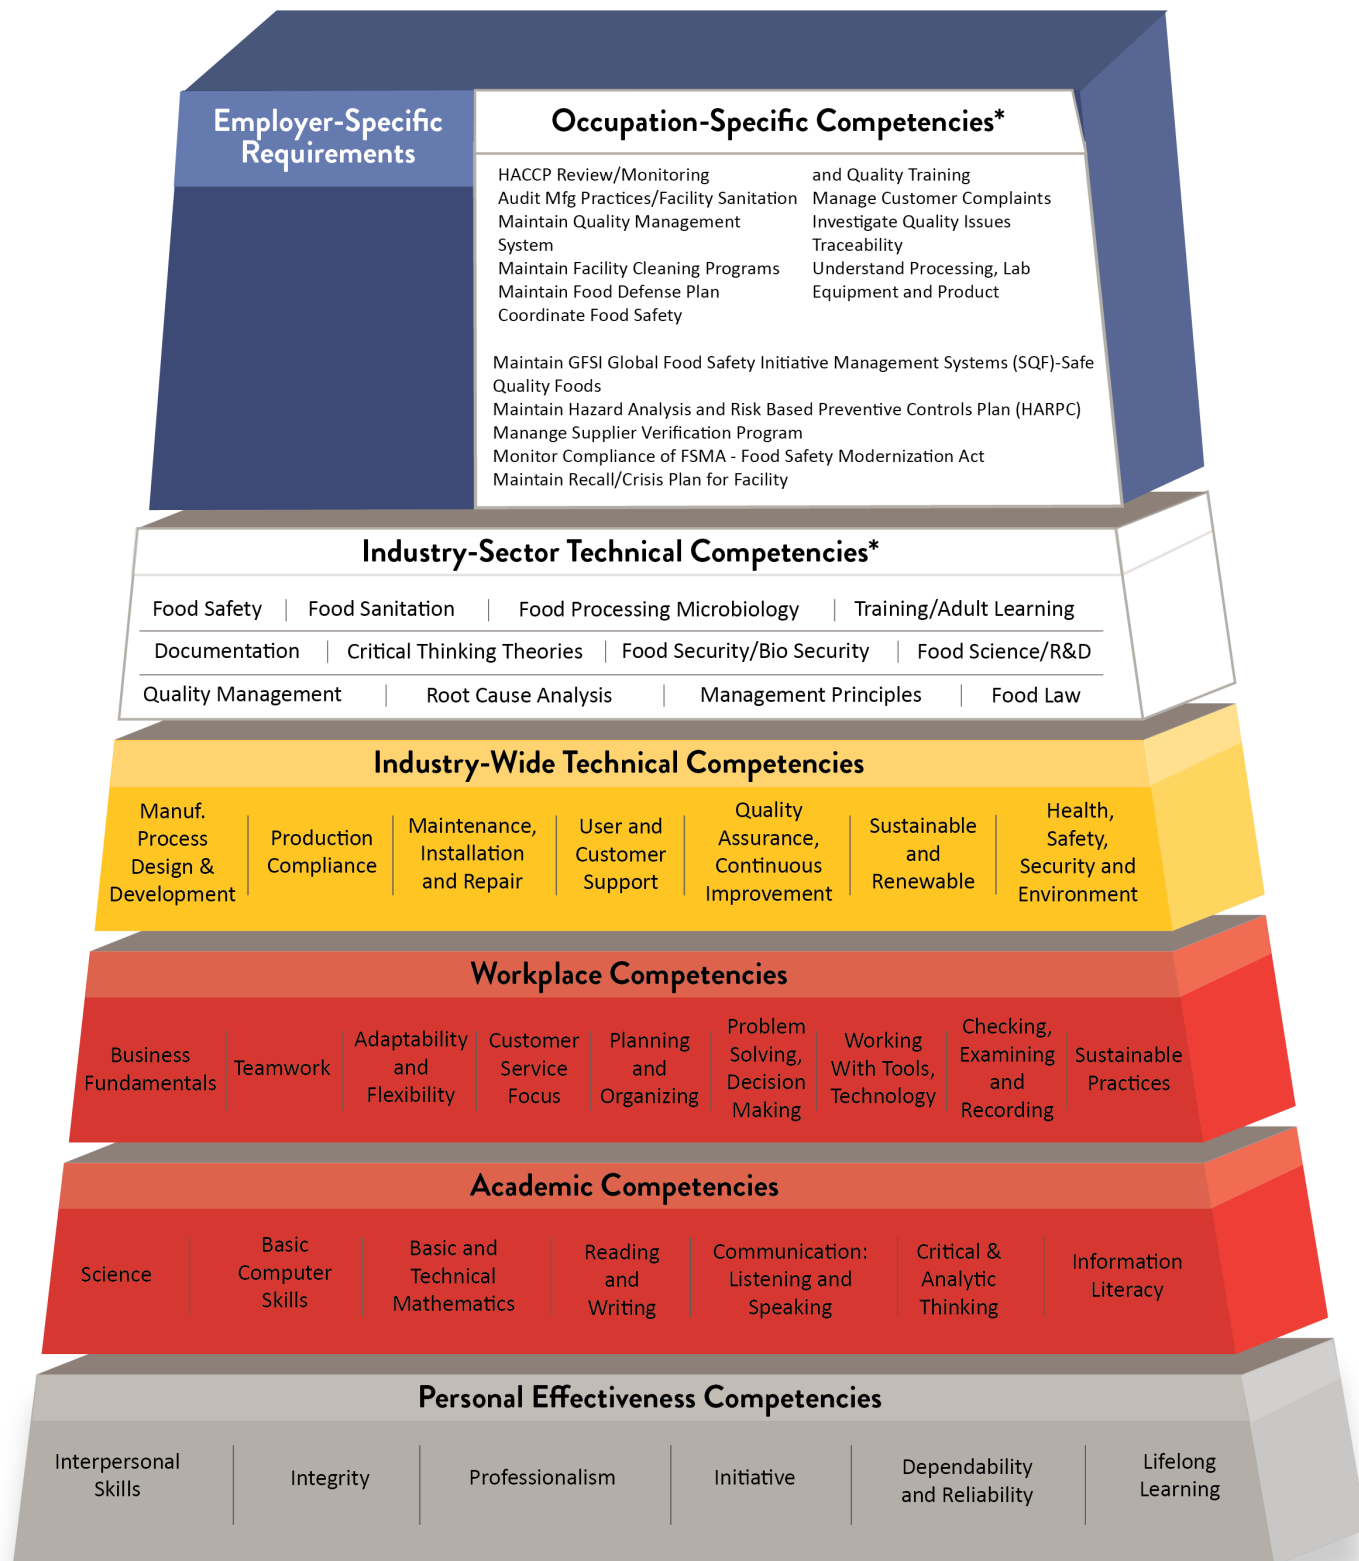 Employer-Specific
Requirements
Occupation-Specific Competencies*
HACCP Review/Monitoring
Audit Mfg Practices/Facility Sanitation
Maintain Quality Management
System
Maintain Facility Cleaning Programs
Maintain Food Defense Plan
Coordinate Food Safety
and Quality Training
Manage Customer Complaints
Investigate Quality Issues
Traceability
Understand Processing, Lab
Equipment and Product
Maintain GFSI Global Food Safety Initiative Management Systems (SQF)-Safe
Quality Foods
Maintain Hazard Analysis and Risk Based Preventive Controls Plan (HARPC)
Manange Supplier Verification Program
Monitor Compliance of FSMA - Food Safety Modernization Act
Maintain Recall/Crisis Plan for Facility
Industry-Sector Technical Competencies*
Food Safety | Food Sanitation | Food Processing Microbiology | Training/Adult Learning
Documentation | Critical Thinking Theories | Food Security/Bio Security | Food Science/R&D
Quality Management | Root Cause Analysis | Management Principles | Food Law
Industry-Wide Technical Competencies
Manuf.
Process
Design &
Development
Production
Compliance
Maintenance,
Installation
and Repair
User and
Customer
Support
Quality
Assurance,
Continuous
Improvement
Sustainable
and
Renewable
Health,
Safety,
Security and
Environment
Workplace Competencies
Business
Fundamentals
Teamwork
Adaptability
and
Flexibility
Customer
Service
Focus
Planning
and
Organizing
Problem
Solving,
Decision
Making
Working
With Tools,
Technology
Checking,
Examining
and
Recording
Sustainable
Practices
Academic Competencies
Science
Basic
Computer
Skills
Basic and
Technical
Mathematics
Reading
and
Writing
Communication:
Listening and
Speaking
Critical &
Analytic
Thinking
Information
Literacy
Personal Effectiveness Competencies
Interpersonal
Skills
Integrity
Professionalism
Initiative
Dependability
and Reliability
Lifelong
Learning